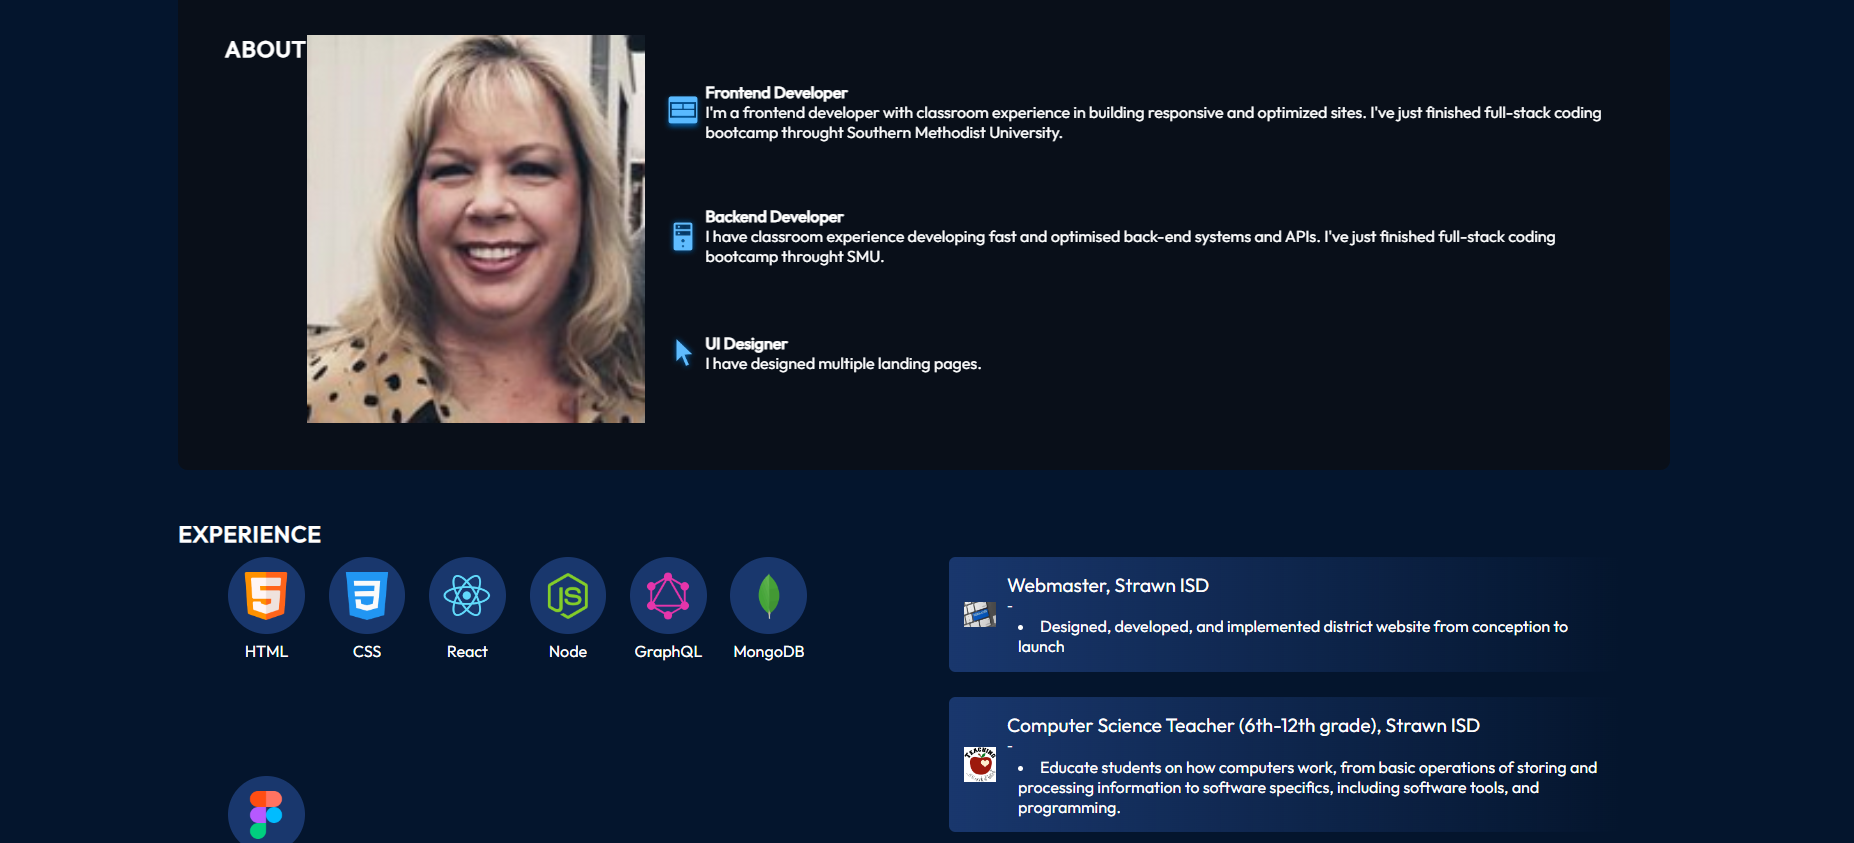 ABOUT
Frontend Developer
I'm a frontend developer with classroom experience in building responsive and optimized sites. I've just finished full-stack coding
bootcamp throught Southern Methodist University.
Backend Developer
I have classroom experience developing fast and optimised back-end systems and APIs. I've just finished full-stack coding
bootcamp throught SMU.
UI Designer
I have designed multiple landing pages.
EXPERIENCE
HTML
CSS
React
JS
Node
GraphQL
MongoDB
Webmaster, Strawn ISD
-
• Designed, developed, and implemented district website from conception to
launch
Computer Science Teacher (6th-12th grade), Strawn ISD
-
TEACHING
• Educate students on how computers work, from basic operations of storing and
processing information to software specifics, including software tools, and
programming.